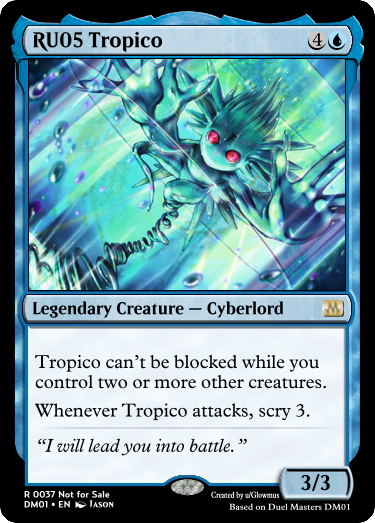 RU05 Tropico
4
Legendary Creature — Cyberlord
Tropico can't be blocked while you
control two or more other creatures.
Whenever Tropico attacks, scry 3.
“I will lead you into battle.”
3/3
R 0037 Not for Sale
Created by u/Glowmus
DM01 • EN JASON
Based on Duel Masters DM01